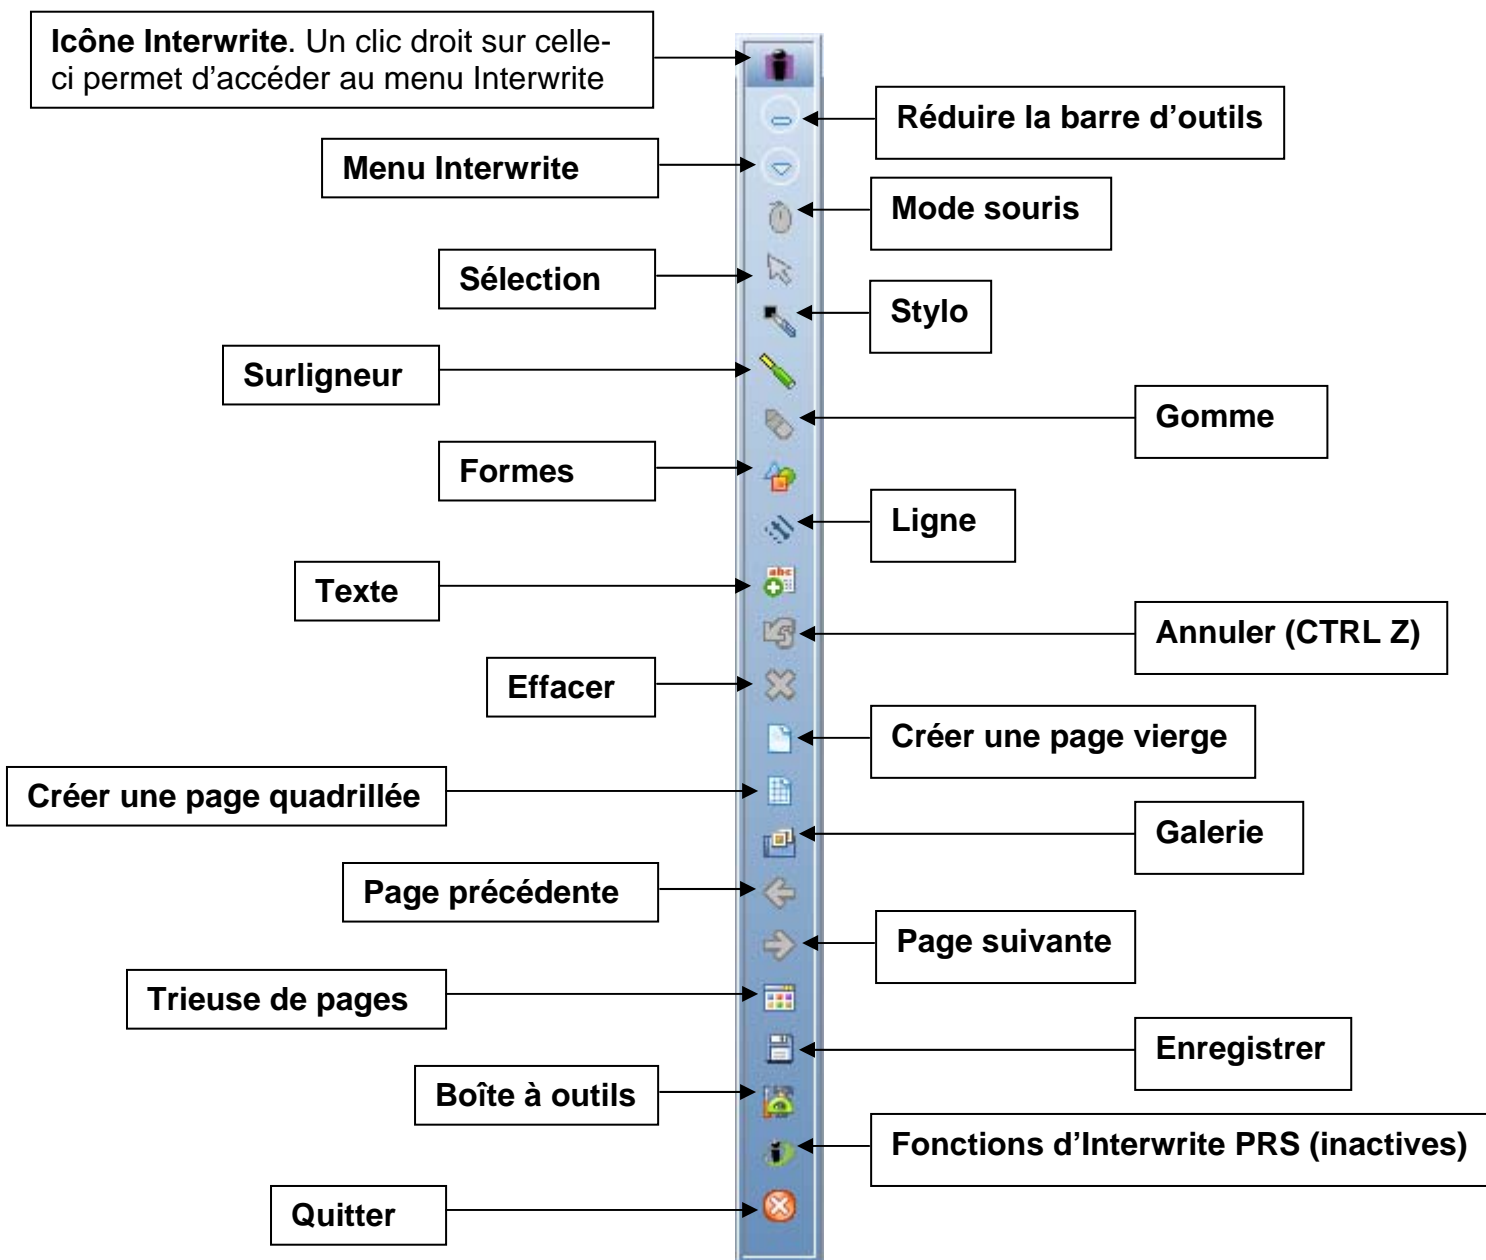 Icône Interwrite. Un clic droit sur celle-
ci permet d'accéder au menu Interwrite
Réduire la barre d’outils
Menu Interwrite
Mode souris
Sélection
Stylo
Surligneur
Gomme
Formes
Ligne
abc
Texte
Annuler (CTRL Z)
Effacer
Créer une page vierge
Créer une page quadrillée
Galerie
Page précédente
Page suivante
Trieuse de pages
Enregistrer
Boîte à outils
Fonctions d’Interwrite PRS (inactives)
Quitter